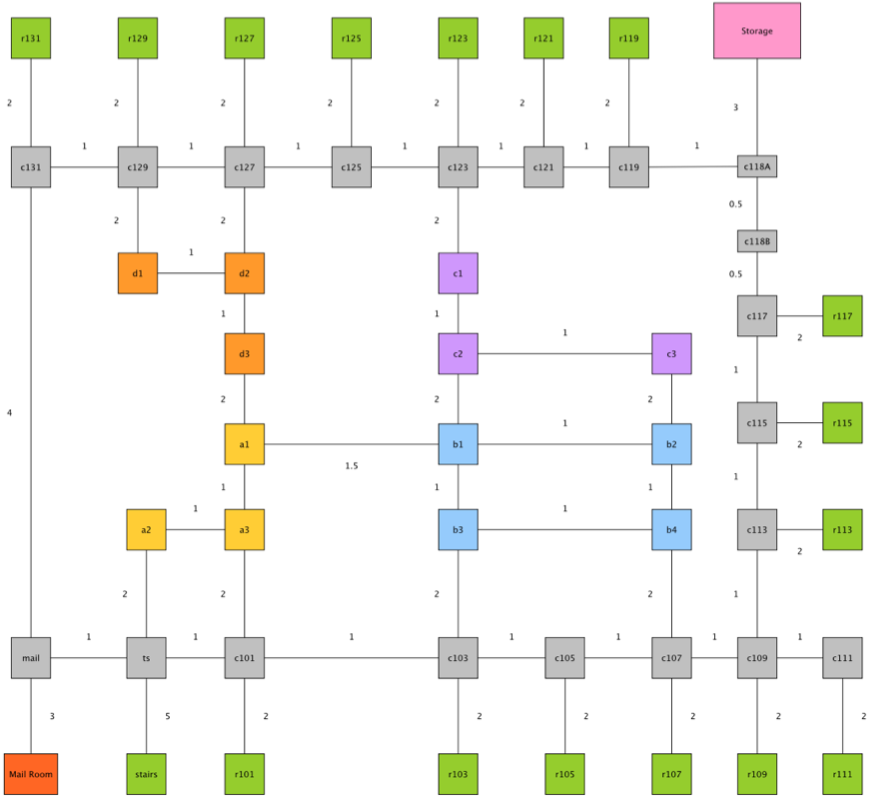 r131 r129 r127 r125 r123 r121 r119 Storage
2 2 2 2 2 2 2 3
1 1 1 1 1 1 1
c131 c129 c127 c125 c123 c121 c119 c118A
0.5
2 2 2
c118B
1
d1 d2 c1 0.5
1 1 c117 r117
1 2
d3 c2 c3
1
2 2 2
4
1 c115 r115
a1 b1 b2 2
1.5
1 1 1 1
1 1
a2 a3 b3 b4 c113 r113
2
2 2 2 2 1
1 1 1 1 1 1 1
mail ts c101 c103 c105 c107 c109 c111
3 5 2 2 2 2 2 2
Mail Room stairs r101 r103 r105 r107 r109 r111